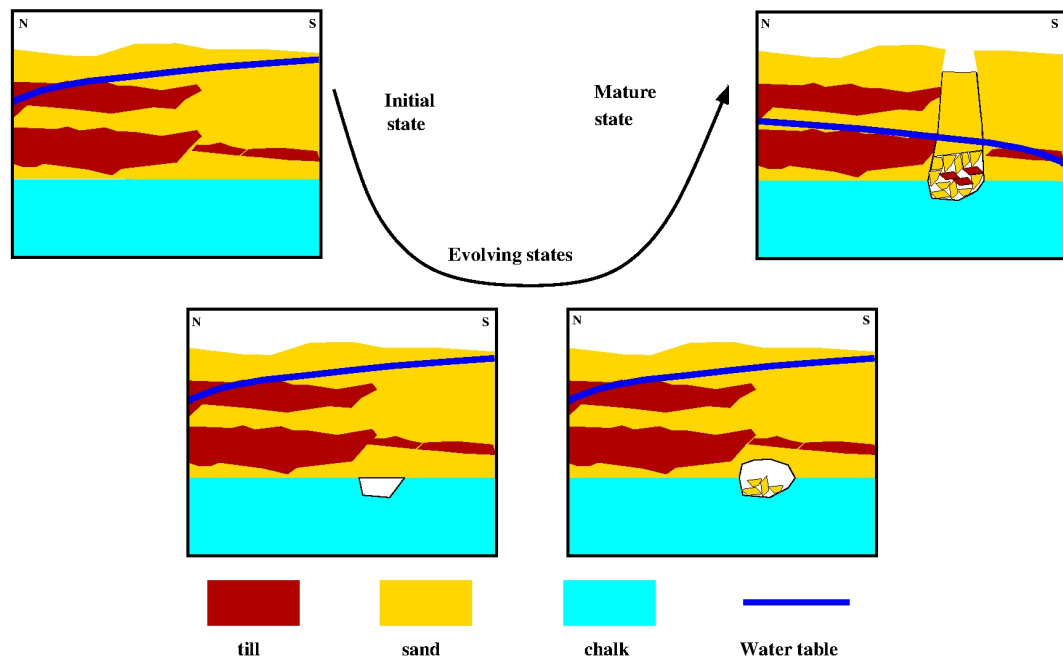 N
S
Initial
state
Mature
state
N
S
Evolving states
N
S
N
S
till
sand
chalk
Water table